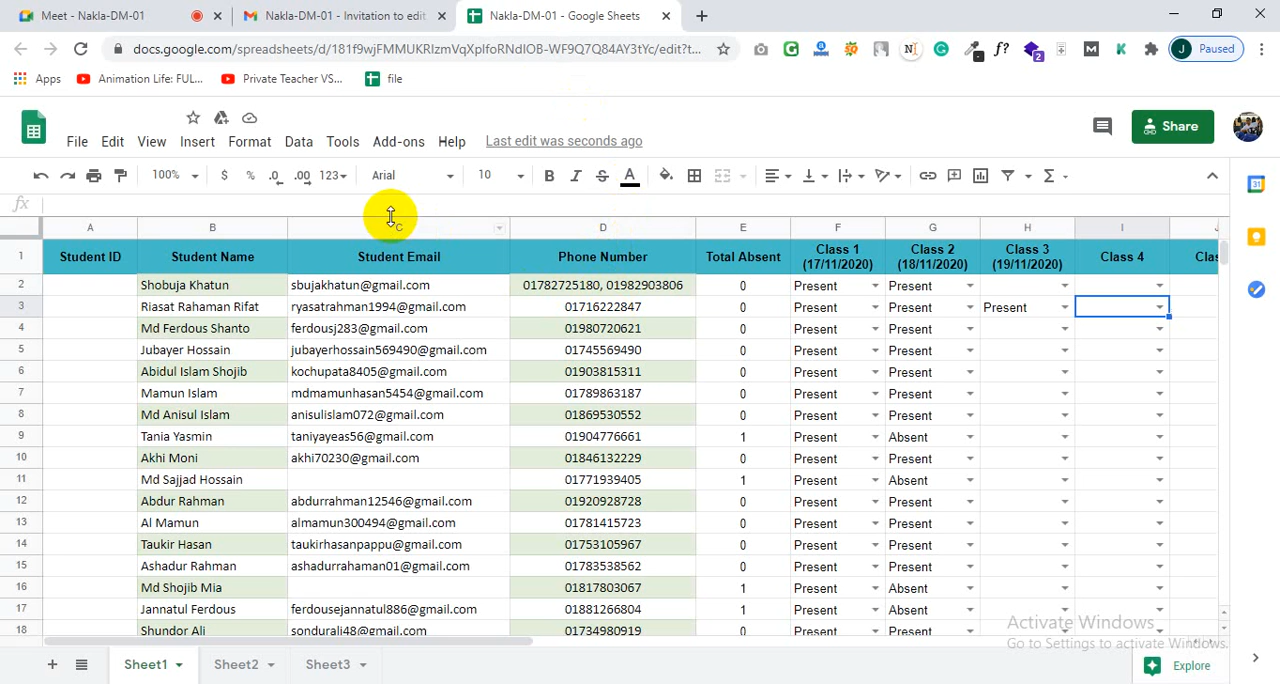 Meet - Nakla-DM-01
Nakla-DM-01 - Invitation to edit
Nakla-DM-01 - Google Sheets
docs.google.com/spreadsheets/d/181f9wjFMMUKRIzmVqXplfoRNdlOB-WF9Q7Q84AY3tYc/edit?t...
J Paused
Apps Animation Life: FUL... Private Teacher VS... file
File Edit View Insert Format Data Tools Add-ons Help Last edit was seconds ago
Share
100% $ % .0 .00 123 Arial 10 B I S A
fx
A B C D E F G H I
1 Student ID Student Name Student Email Phone Number Total Absent Class 1 (17/11/2020) Class 2 (18/11/2020) Class 3 (19/11/2020) Class 4 Clas
2 Shobuja Khatun sbujakhatun@gmail.com 01782725180, 01982903806 0 Present Present
3 Riasat Rahaman Rifat ryasatrahman1994@gmail.com 01716222847 0 Present Present Present
4 Md Ferdous Shanto ferdousj283@gmail.com 01980720621 0 Present Present
5 Jubayer Hossain jubayerhossain569490@gmail.com 01745569490 0 Present Present
6 Abidul Islam Shojib kochupata8405@gmail.com 01903815311 0 Present Present
7 Mamun Islam mdmamunhasan5454@gmail.com 01789863187 0 Present Present
8 Md Anisul Islam anisulislam072@gmail.com 01869530552 0 Present Present
9 Tania Yasmin taniyayeas56@gmail.com 01904776661 1 Present Absent
10 Akhi Moni akhi70230@gmail.com 01846132229 0 Present Present
11 Md Sajjad Hossain 01771939405 1 Present Absent
12 Abdur Rahman abdurrahman12546@gmail.com 01920928728 0 Present Present
13 Al Mamun almamun300494@gmail.com 01781415723 0 Present Present
14 Taukir Hasan taukirhasanpappu@gmail.com 01753105967 0 Present Present
15 Ashadur Rahman ashadurrahaman01@gmail.com 01783538562 0 Present Present
16 Md Shojib Mia 01817803067 1 Present Absent
17 Jannatul Ferdous ferdousejannatul886@gmail.com 01881266804 1 Present Absent
18 Shundor Ali sondurali48@gmail.com 01734980919 0 Present Present
Activate Windows
Go to Settings to activate Windows.
Sheet1 Sheet2 Sheet3 Explore